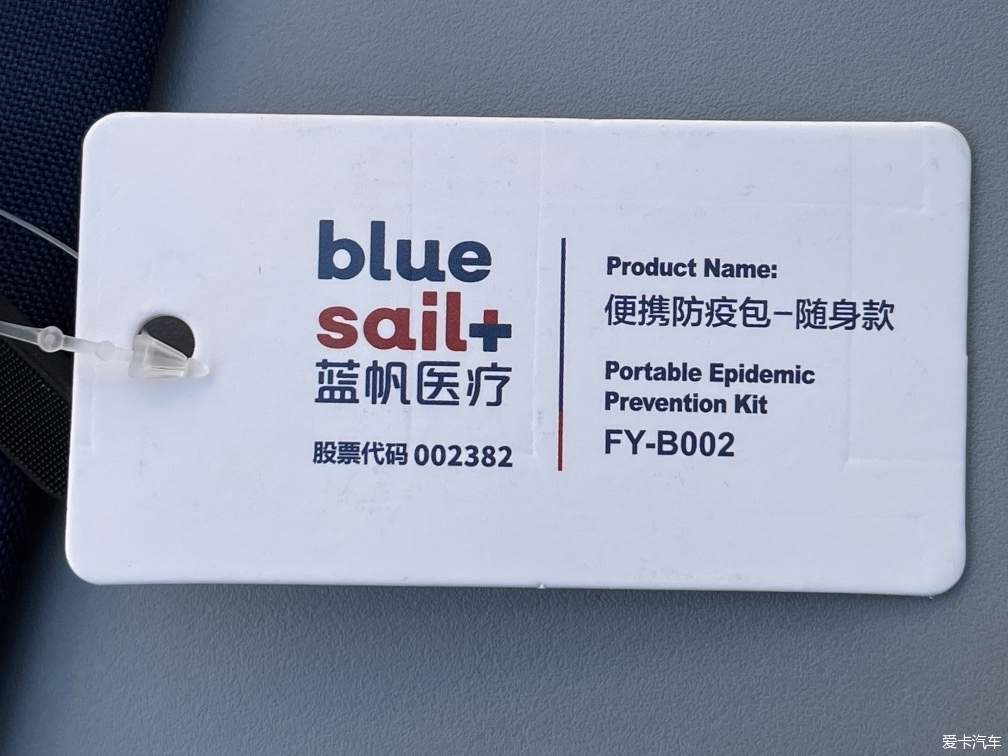 blue
sail+
蓝帆医疗
股票代码 002382
Product Name:
便携防疫包-随身款
Portable Epidemic
Prevention Kit
FY-B002
爱卡汽车